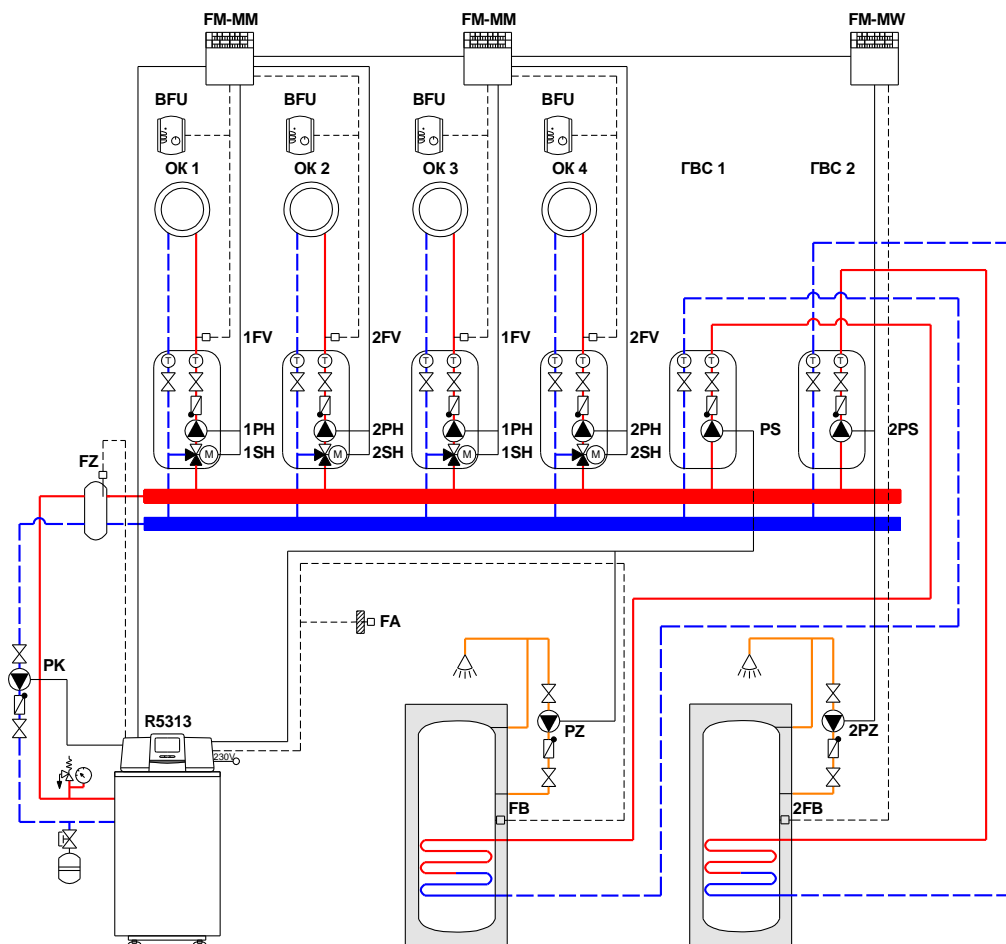 FM-MM FM-MM FM-MW
BFU BFU BFU BFU
ОК 1 ОК 2 ОК 3 ОК 4 ГВС 1 ГВС 2
1FV 2FV 1FV 2FV
T T T T T T T T T T T T
1PH 2PH 1PH 2PH PS 2PS
M 1SH M 2SH M 1SH M 2SH
FZ
FA
PK
R5313
PZ 2PZ
230V
FB 2FB